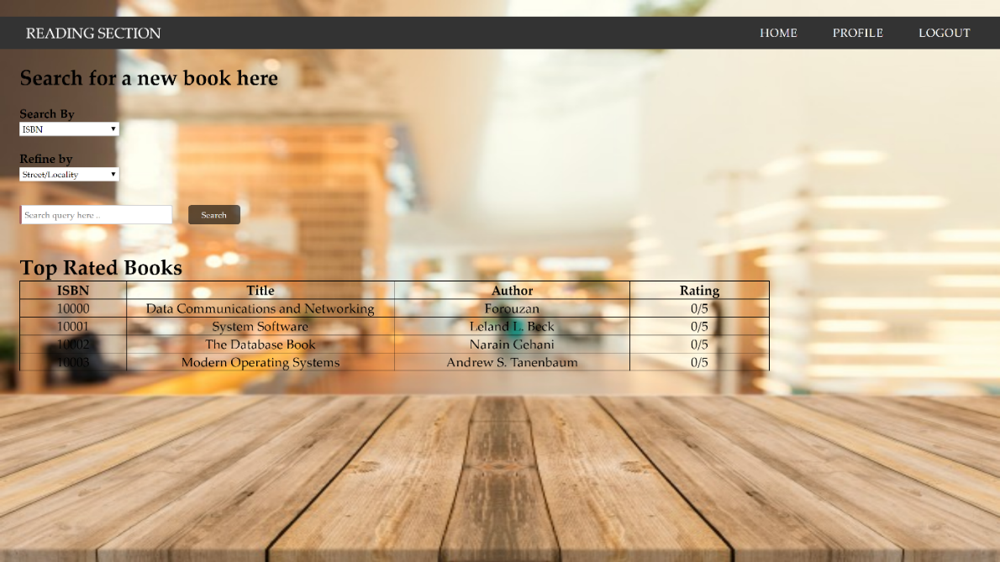 READING SECTION HOME PROFILE LOGOUT
Search for a new book here
Search By
ISBN
Refine by
Street/Locality
Search query here .. Search
Top Rated Books
ISBN Title Author Rating
10000 Data Communications and Networking Forouzan 0/5
10001 System Software Leland L. Beck 0/5
10002 The Database Book Narain Gehani 0/5
10003 Modern Operating Systems Andrew S. Tanenbaum 0/5